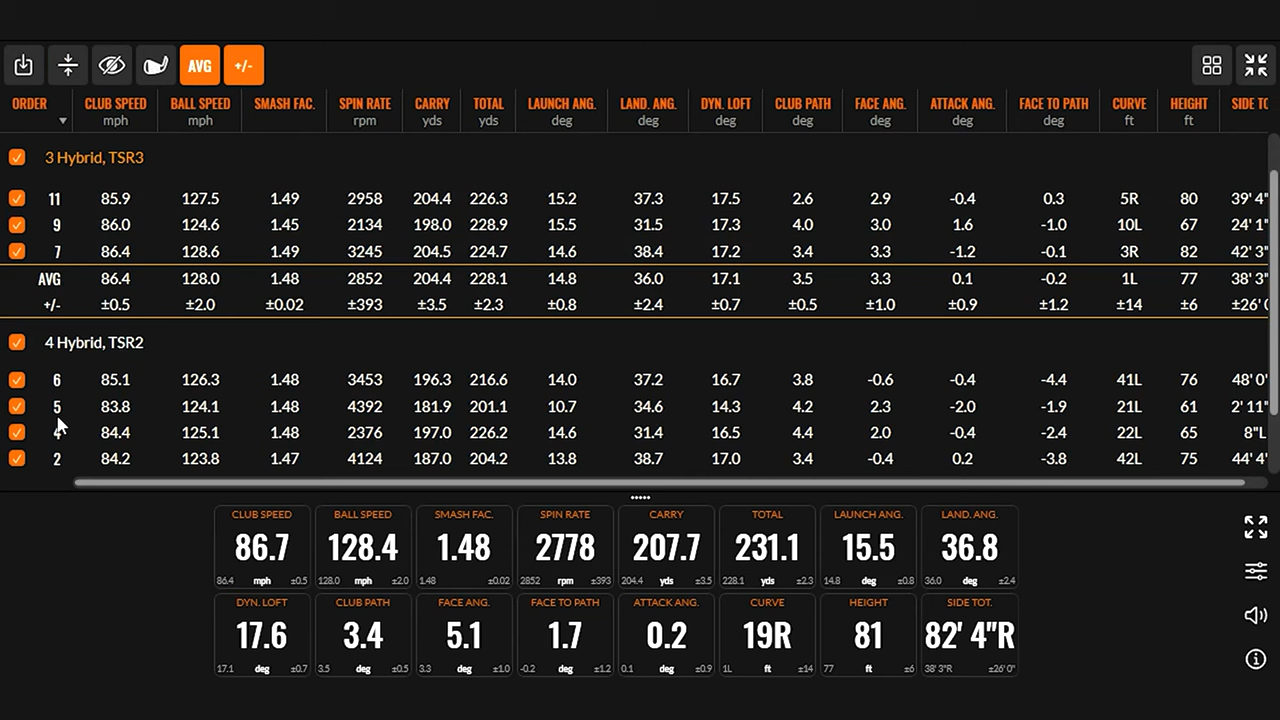 AVG +/-
ORDER CLUB SPEED BALL SPEED SMASH FAC. SPIN RATE CARRY TOTAL LAUNCH ANG. LAND. ANG. DYN. LOFT CLUB PATH FACE ANG. ATTACK ANG. FACE TO PATH CURVE HEIGHT SIDE TO
mph mph rpm yds yds deg deg deg deg deg deg deg ft ft
3 Hybrid, TSR3
11 85.9 127.5 1.49 2958 204.4 226.3 15.2 37.3 17.5 2.6 2.9 -0.4 0.3 5R 80 39' 4"
9 86.0 124.6 1.45 2134 198.0 228.9 15.5 31.5 17.3 4.0 3.0 1.6 -1.0 10L 67 24' 1"
7 86.4 128.6 1.49 3245 204.5 224.7 14.6 38.4 17.2 3.4 3.3 -1.2 -0.1 3R 82 42' 3"
AVG 86.4 128.0 1.48 2852 204.4 228.1 14.8 36.0 17.1 3.5 3.3 0.1 -0.2 1L 77 38' 3"
+/- ±0.5 ±2.0 ±0.02 ±393 ±3.5 ±2.3 ±0.8 ±2.4 ±0.7 ±0.5 ±1.0 ±0.9 ±1.2 ±14 ±6 ±26'
4 Hybrid, TSR2
6 85.1 126.3 1.48 3453 196.3 216.6 14.0 37.2 16.7 3.8 -0.6 -0.4 -4.4 41L 76 48' 0"
5 83.8 124.1 1.48 4392 181.9 201.1 10.7 34.6 14.3 4.2 2.3 -2.0 -1.9 21L 61 2' 11"
4 84.4 125.1 1.48 2376 197.0 226.2 14.6 31.4 16.5 4.4 2.0 -0.4 -2.4 22L 65 8"L
2 84.2 123.8 1.47 4124 187.0 204.2 13.8 38.7 17.0 3.4 -0.4 0.2 -3.8 42L 75 44' 4"
CLUB SPEED BALL SPEED SMASH FAC. SPIN RATE CARRY TOTAL LAUNCH ANG. LAND. ANG.
86.7 128.4 1.48 2778 207.7 231.1 15.5 36.8
86.4 mph ±0.5 128.0 mph ±2.0 1.48 ±0.02 2852 rpm ±393 204.4 yds ±3.5 228.1 yds ±2.3 14.8 deg ±0.8 36.0 deg ±2.4
DYN. LOFT CLUB PATH FACE ANG. FACE TO PATH ATTACK ANG. CURVE HEIGHT SIDE TOT.
17.6 3.4 5.1 1.7 0.2 19R 81 82' 4"R
17.1 deg ±0.7 3.5 deg ±0.5 3.3 deg ±1.0 -0.2 deg ±1.2 0.1 deg ±0.9 1L ft ±14 77 ft ±6 38' 3"R ±26' 0"